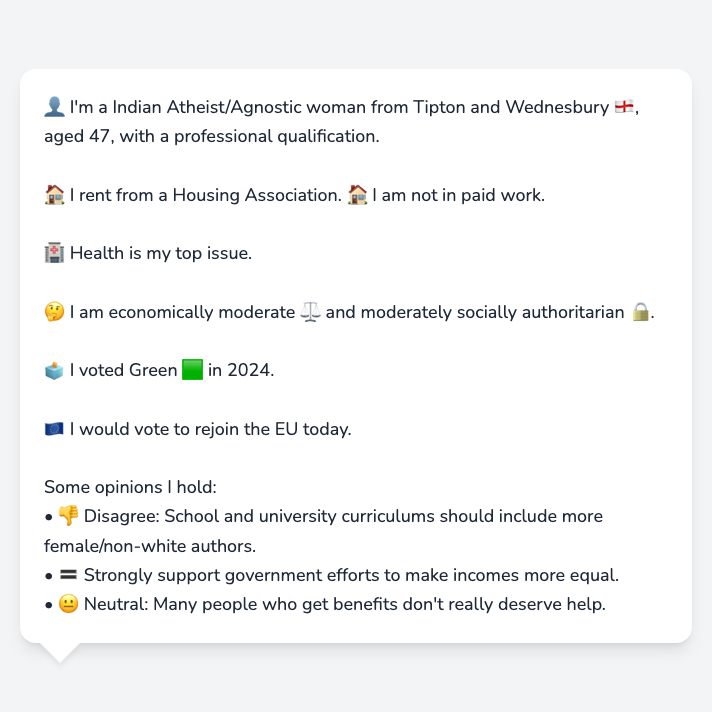 👤 I'm a Indian Atheist/Agnostic woman from Tipton and Wednesbury 🏴󠁧󠁢󠁥󠁮󠁧󠁿,
aged 47, with a professional qualification.
🏠 I rent from a Housing Association. 🏠 I am not in paid work.
🏥 Health is my top issue.
🤔 I am economically moderate ⚖️ and moderately socially authoritarian 🔒.
🗳️ I voted Green 🟩 in 2024.
🇪🇺 I would vote to rejoin the EU today.
Some opinions I hold:
• 👎 Disagree: School and university curriculums should include more
female/non-white authors.
• 🟰 Strongly support government efforts to make incomes more equal.
• 😐 Neutral: Many people who get benefits don't really deserve help.